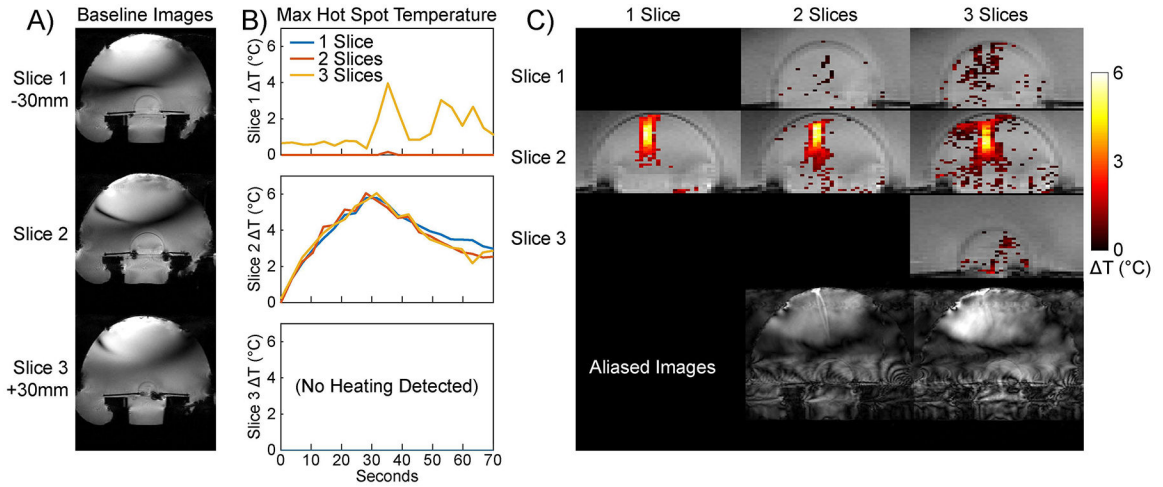 A)
Baseline Images
Slice 1
-30mm
Slice 2
Slice 3
+30mm
B)
Max Hot Spot Temperature
1 Slice
2 Slices
3 Slices
Slice 1 ΔT (°C)
6
4
2
0
Slice 2 ΔT (°C)
6
4
2
0
Slice 3 ΔT (°C)
6
4
2
0
(No Heating Detected)
0 10 20 30 40 50 60 70
Seconds
C)
1 Slice 2 Slices 3 Slices
Slice 1
Slice 2
Slice 3
Aliased Images
6
3
0
ΔT (°C)